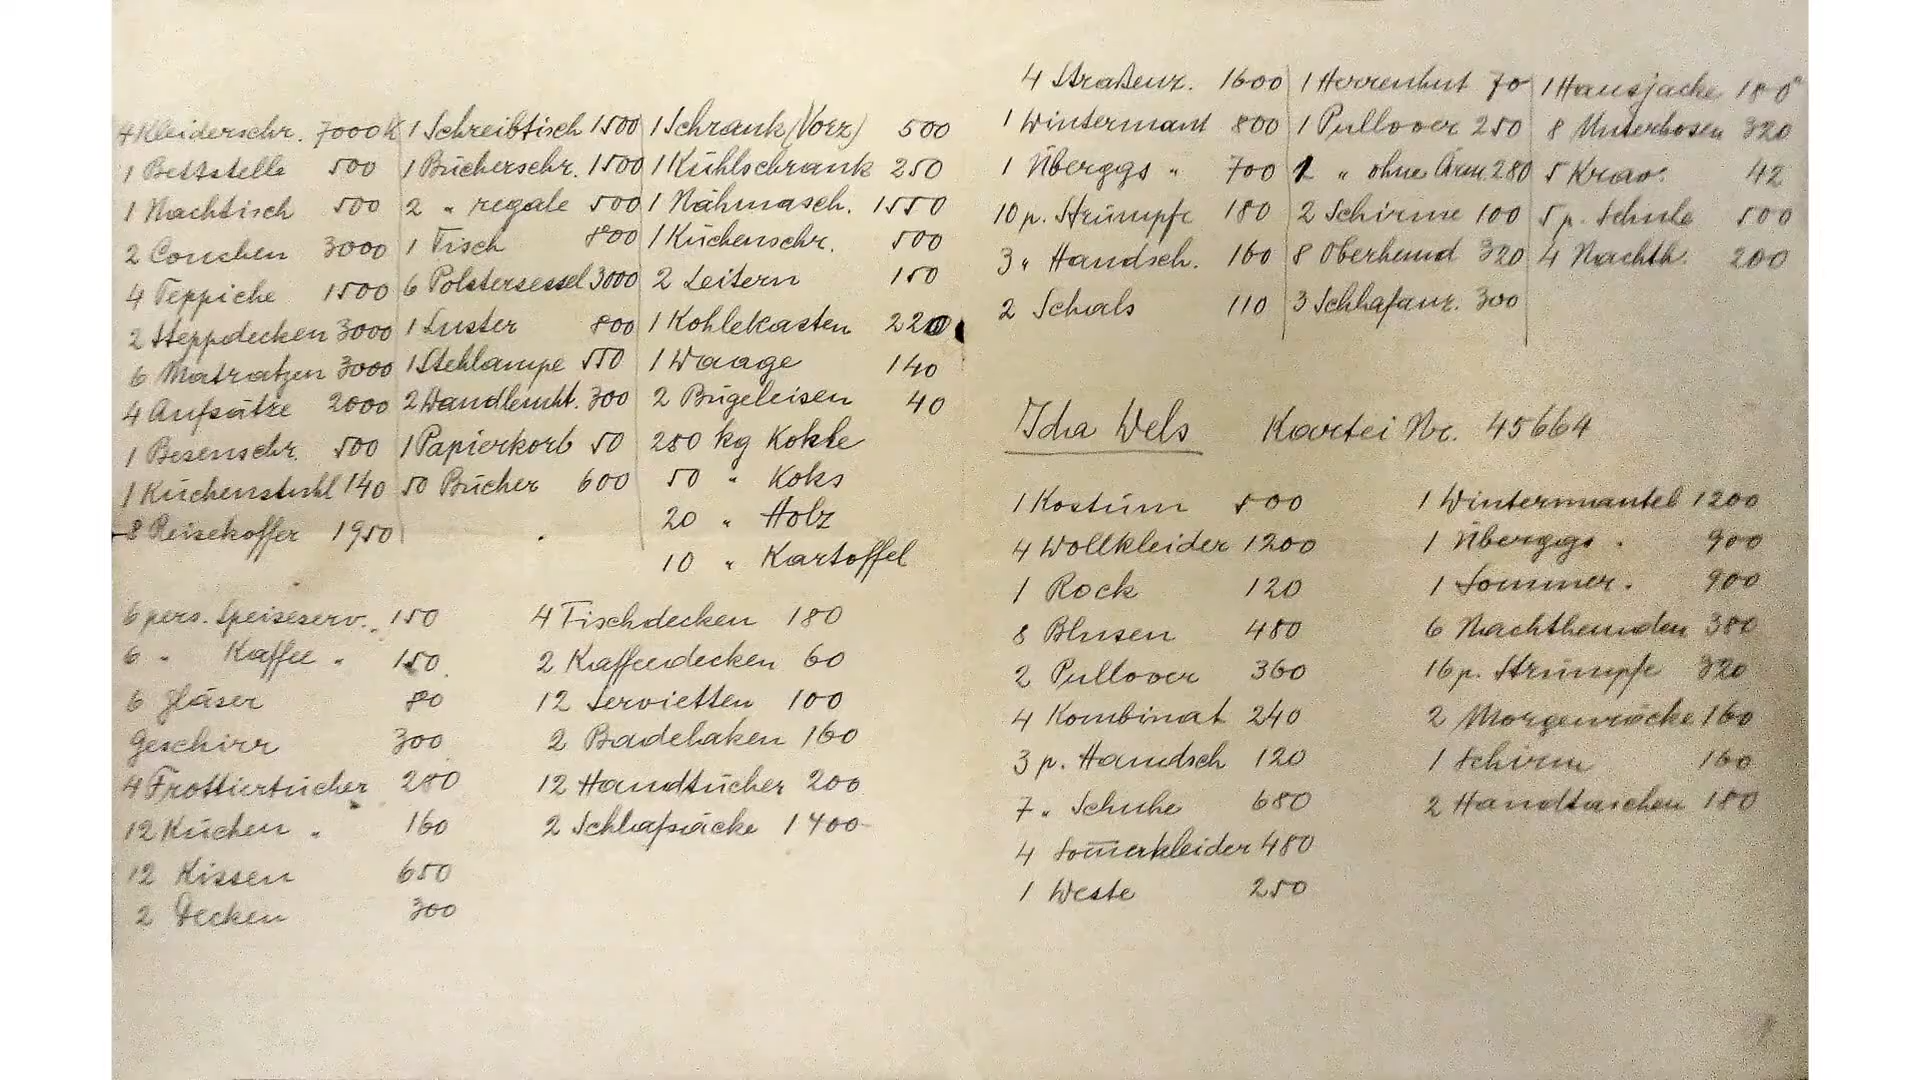 4 Kleiderschr. 7000 K 1 Schreibtisch 1500 1 Schrank (Vorz) 500
1 Bettstelle 500 1 Bücherschr. 1500 1 Kühlschrank 250
1 Nachtisch 500 2 " regale 500 1 Nähmasch. 1550
2 Couchen 3000 1 Tisch 800 1 Küchenschr. 500
4 Teppiche 1500 6 Polstersessel 3000 2 Leitern 150
2 Steppdecken 3000 1 Luster 800 1 Kohlekasten 220
6 Matratzen 3000 1 Stehlampe 550 1 Waage 140
4 Aufsätze 2000 2 Wandleucht. 300 2 Bügeleisen 40
1 Besenschr. 500 1 Papierkorb 50 250 kg Kohle
1 Küchenstuhl 140 50 Bücher 600 50 " Koks
8 Reisekoffer 1950 20 " Holz
10 " Kartoffel
6 pers. Speiseserv. 150 4 Tischdecken 180
6 " Kaffee " 150 2 Kaffeedecken 60
6 Gläser 80 12 Servietten 100
Geschirr 300 2 Badelaken 160
4 Frottiertücher 280 12 Handtücher 200
12 Küchen " 160 2 Schlafsäcke 1400
12 Kissen 650
2 Decken 300
4 Straßenz. 1600 1 Herrenhut 70 1 Hausjacke 180
1 Wintermant 800 1 Pullover 250 8 Unterhosen 320
1 Überggs " 700 1 " ohne Ärm. 280 5 Kraw. 42
10 p. Strümpfe 180 2 Schirme 100 5 p. Schule 500
3 " Handsch. 160 8 Oberhemd 320 4 Nachth. 200
2 Schals 110 3 Schlafanz. 300
Ida Wels Kartei Nr. 45664
1 Kostüm 500 1 Wintermantel 1200
4 Wollkleider 1200 1 Überggs " 900
1 Rock 120 1 Sommer " 900
8 Blusen 480 6 Nachthemden 380
2 Pullover 360 16 p. Strümpfe 320
4 Kombinat 240 2 Morgenröcke 160
3 p. Handsch 120 1 Schirm 160
7 " Schuhe 680 2 Handtaschen 180
4 Som̄erkleider 480
1 Weste 250